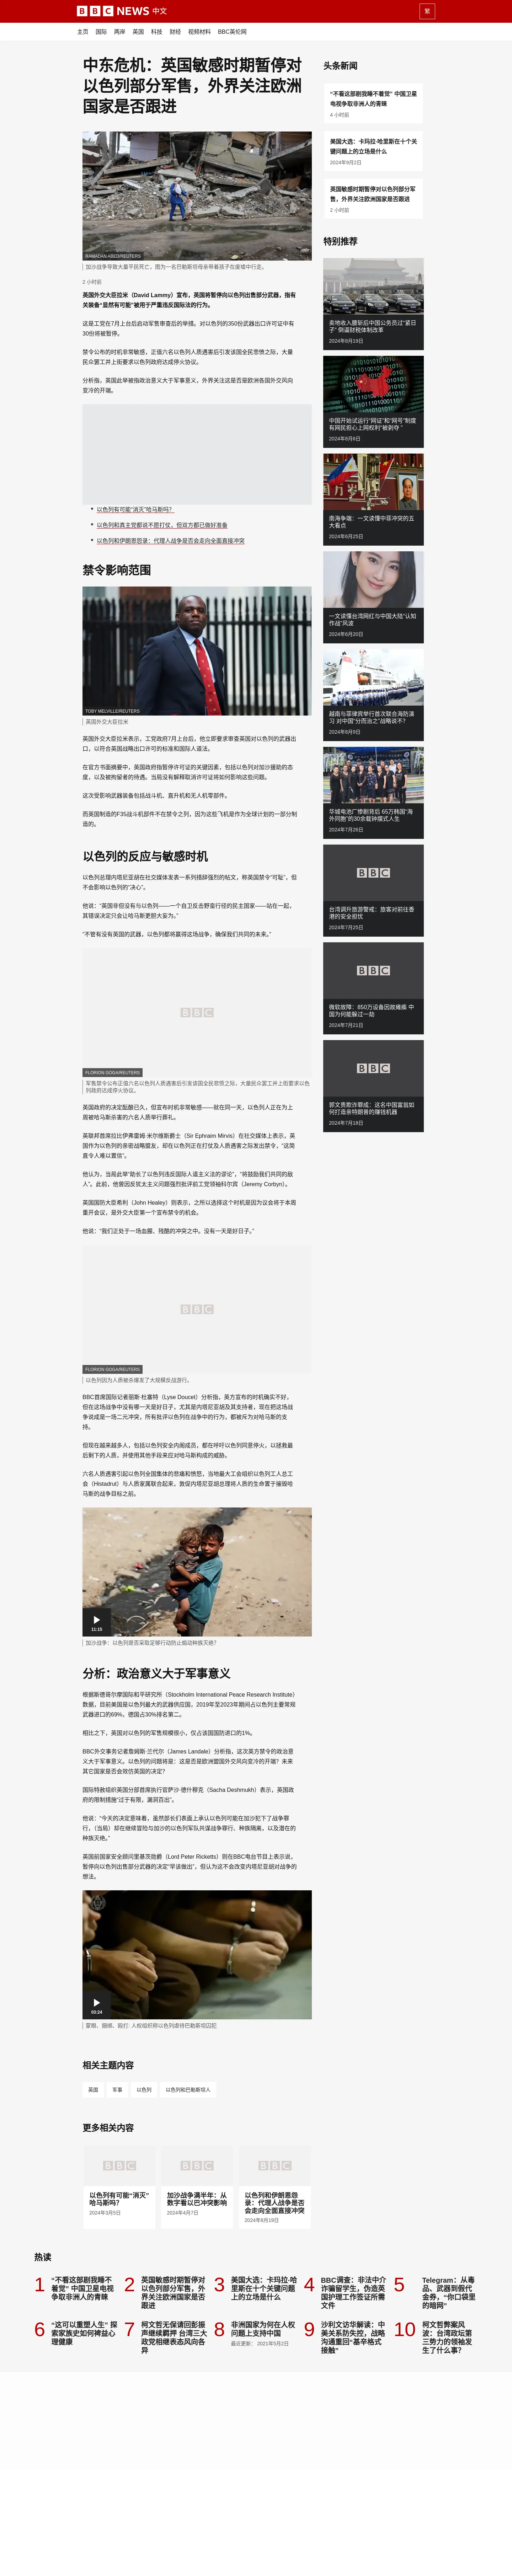 BBC NEWS 中文
繁
主页 国际 两岸 英国 科技 财经 视频材料 BBC英伦网
中东危机：英国敏感时期暂停对
以色列部分军售，外界关注欧洲
国家是否跟进
RAMADAN ABED/REUTERS
加沙战争导致大量平民死亡，图为一名巴勒斯坦母亲带着孩子在废墟中行走。
2 小时前
英国外交大臣拉米（David Lammy）宣布，英国将暂停向以色列出售部分武器，指有
关装备“显然有可能”被用于严重违反国际法的行为。
这是工党在7月上台后启动军售审查后的举措。对以色列的350份武器出口许可证中有
30份将被暂停。
禁令公布的时机非常敏感，正值六名以色列人质遇害后引发该国全民悲愤之际，大量
民众罢工并上街要求以色列政府达成停火协议。
分析指，英国此举被指政治意义大于军事意义，外界关注这是否是欧洲各国外交风向
变冷的开端。
以色列有可能“消灭”哈马斯吗？
以色列和真主党都说不愿打仗，但双方都已做好准备
以色列和伊朗恩怨录：代理人战争是否会走向全面直接冲突
禁令影响范围
TOBY MELVILLE/REUTERS
英国外交大臣拉米
英国外交大臣拉米表示，工党政府7月上台后，他立即要求审查英国对以色列的武器出
口，以符合英国战略出口许可的标准和国际人道法。
在官方书面摘要中，英国政府指暂停许可证的关键因素，包括以色列对加沙援助的态
度，以及被拘留者的待遇。当局没有解释取消许可证将如何影响这些问题。
这次受影响武器装备包括战斗机、直升机和无人机零部件。
而英国制造的F35战斗机部件不在禁令之列，因为这些飞机是作为全球计划的一部分制
造的。
以色列的反应与敏感时机
以色列总理内塔尼亚胡在社交媒体发表一系列措辞强烈的帖文，称英国禁令“可耻”，但
不会影响以色列的“决心”。
他说：“英国非但没有与以色列——一个自卫反击野蛮行径的民主国家——站在一起，
其错误决定只会让哈马斯更胆大妄为。”
“不管有没有英国的武器，以色列都将赢得这场战争，确保我们共同的未来。”
BBC
FLORION GOGA/REUTERS
军售禁令公布正值六名以色列人质遇害后引发该国全民悲愤之际，大量民众罢工并上街要求以色
列政府达成停火协议。
英国政府的决定酝酿已久，但宣布时机非常敏感——就在同一天，以色列人正在为上
周被哈马斯杀害的六名人质举行葬礼。
英联邦首席拉比伊弗雷姆·米尔维斯爵士（Sir Ephraim Mirvis）在社交媒体上表示，英
国作为以色列的亲密战略盟友，却在以色列正在打仗及人质遇害之际发出禁令，“这简
直令人难以置信”。
他认为，当局此举“助长了以色列违反国际人道主义法的谬论”，“将鼓励我们共同的敌
人”。此前，他曾因反犹太主义问题强烈批评前工党领袖科尔宾（Jeremy Corbyn）。
英国国防大臣希利（John Healey）则表示，之所以选择这个时机是因为议会将于本周
重开会议，是外交大臣第一个宣布禁令的机会。
他说：“我们正处于一场血腥、残酷的冲突之中。没有一天是好日子。”
BBC
FLORION GOGA/REUTERS
以色列因为人质被杀爆发了大规模反战游行。
BBC首席国际记者丽斯·杜塞特（Lyse Doucet）分析指，英方宣布的时机确实不好，
但在这场战争中没有哪一天是好日子，尤其是内塔尼亚胡及其支持者，现在把这场战
争说成是一场二元冲突，所有批评以色列在战争中的行为，都被斥为对哈马斯的支
持。
但现在越来越多人，包括以色列安全内阁成员，都在呼吁以色列同意停火，以拯救最
后剩下的人质，并使用其他手段来应对哈马斯构成的威胁。
六名人质遇害引起以色列全国集体的悲痛和愤怒，当地最大工会组织以色列工人总工
会（Histadrut）与人质家属联合起来，敦促内塔尼亚胡总理将人质的生命置于摧毁哈
马斯的战争目标之前。
11:15
加沙战争：以色列是否采取足够行动防止煽动种族灭绝？
分析：政治意义大于军事意义
根据斯德哥尔摩国际和平研究所（Stockholm International Peace Research Institute）
数据，目前美国是以色列最大的武器供应国，2019年至2023年期间占以色列主要常规
武器进口的69%，德国占30%排名第二。
相比之下，英国对以色列的军售规模很小，仅占该国国防进口的1%。
BBC外交事务记者詹姆斯·兰代尔（James Landale）分析指，这次英方禁令的政治意
义大于军事意义，以色列的问题将是：这是否是欧洲盟国外交风向变冷的开端？未来
其它国家是否会效仿英国的决定？
国际特赦组织英国分部首席执行官萨沙·德什穆克（Sacha Deshmukh）表示，英国政
府的限制措施“过于有限，漏洞百出”。
他说：“今天的决定意味着，虽然部长们表面上承认以色列可能在加沙犯下了战争罪
行，（当局）却在继续冒险与加沙的以色列军队共谋战争罪行、种族隔离，以及潜在的
种族灭绝。”
英国前国家安全顾问里基茨勋爵（Lord Peter Ricketts）则在BBC电台节目上表示说，
暂停向以色列出售部分武器的决定“早该做出”，但认为这不会改变内塔尼亚胡对战争的
想法。
03:24
蒙眼、捆绑、殴打: 人权组织称以色列虐待巴勒斯坦囚犯
相关主题内容
英国 军事 以色列 以色列和巴勒斯坦人
更多相关内容
BBC BBC BBC
以色列有可能“消灭”
哈马斯吗？
2024年3月5日
加沙战争满半年：从
数字看以巴冲突影响
2024年4月7日
以色列和伊朗恩怨
录：代理人战争是否
会走向全面直接冲突
2024年8月19日
头条新闻
“不看这部剧我睡不着觉” 中国卫星
电视争取非洲人的青睐
4 小时前
美国大选：卡玛拉·哈里斯在十个关
键问题上的立场是什么
2024年9月2日
英国敏感时期暂停对以色列部分军
售，外界关注欧洲国家是否跟进
2 小时前
特别推荐
卖地收入腰斩后中国公务员过“紧日
子” 倒逼财税体制改革
2024年8月19日
中国开始试运行“网证”和“网号”制度
有网民担心上网权利“被剥夺 ”
2024年8月6日
南海争端：一文读懂中菲冲突的五
大看点
2024年6月25日
一文读懂台湾网红与中国大陆“认知
作战”风波
2024年6月20日
越南与菲律宾举行首次联合海防演
习 对中国“分而治之”战略说不？
2024年8月9日
华城电池厂惨剧背后 65万韩国“海
外同胞”的30余载钟摆式人生
2024年7月26日
BBC
台湾调升旅游警戒：旅客对前往香
港的安全担忧
2024年7月25日
BBC
微软故障：850万设备因故瘫痪 中
国为何能躲过一劫
2024年7月21日
BBC
郭文贵欺诈罪成：这名中国富翁如
何打造亲特朗普的赚钱机器
2024年7月18日
热读
1
“不看这部剧我睡不
着觉” 中国卫星电视
争取非洲人的青睐
2
英国敏感时期暂停对
以色列部分军售，外
界关注欧洲国家是否
跟进
3
美国大选：卡玛拉·哈
里斯在十个关键问题
上的立场是什么
4
BBC调查：非法中介
诈骗留学生，伪造英
国护理工作签证所需
文件
5
Telegram：从毒
品、武器到假代
金券，“你口袋里
的暗网”
6
“这可以重塑人生” 探
索家族史如何裨益心
理健康
7
柯文哲无保请回彭振
声继续羁押 台湾三大
政党相继表态风向各
异
8
非洲国家为何在人权
问题上支持中国
最近更新： 2021年5月2日
9
沙利文访华解读：中
美关系防失控，战略
沟通重回“基辛格式
接触”
10
柯文哲弊案风
波：台湾政坛第
三势力的领袖发
生了什么事？